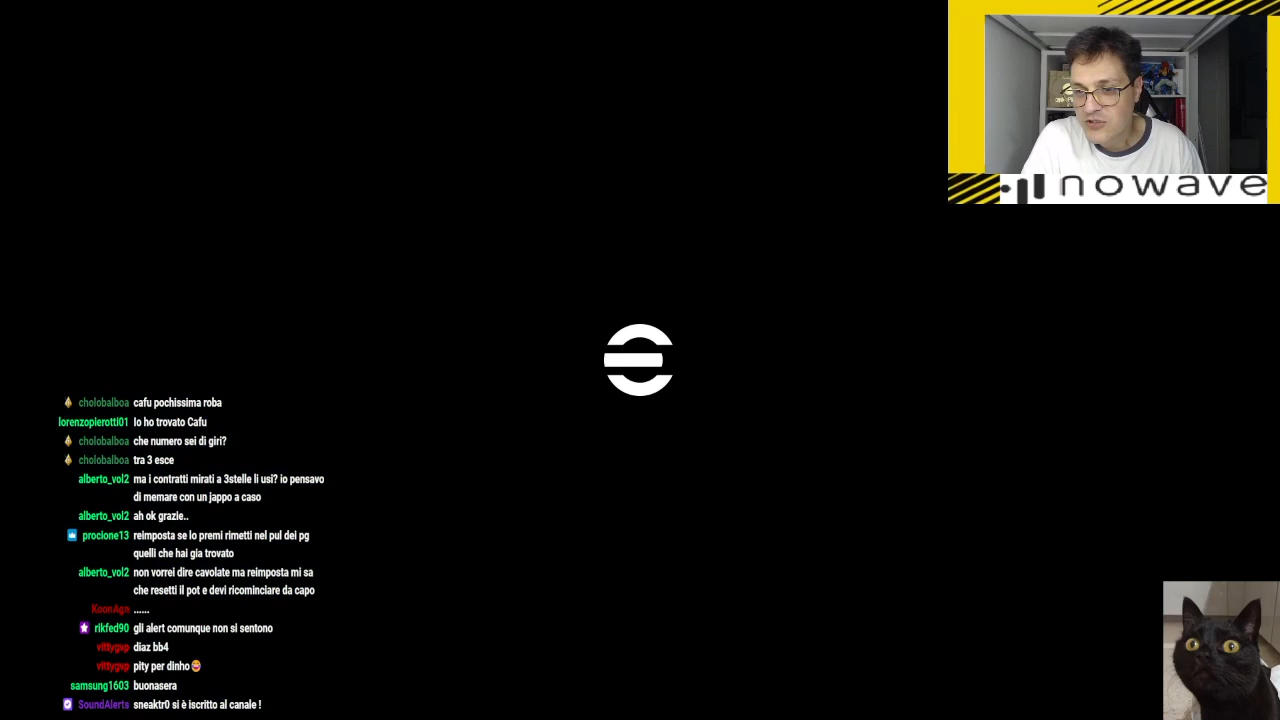 nowave
cholobalboa cafu pochissima roba
lorenzopierotti01 Io ho trovato Cafu
cholobalboa che numero sei di giri?
cholobalboa tra 3 esce
alberto_vol2 ma i contratti mirati a 3stelle li usi? io pensavo
di memare con un jappo a caso
alberto_vol2 ah ok grazie..
procione13 reimposta se lo premi rimetti nel pul dei pg
quelli che hai gia trovato
alberto_vol2 non vorrei dire cavolate ma reimposta mi sa
che resetti il pot e devi ricominciare da capo
KoonAgn ......
rikfed90 gli alert comunque non si sentono
vittygvp diaz bb4
vittygvp pity per dinho😂
samsung1603 buonasera
SoundAlerts sneaktr0 si è iscritto al canale !